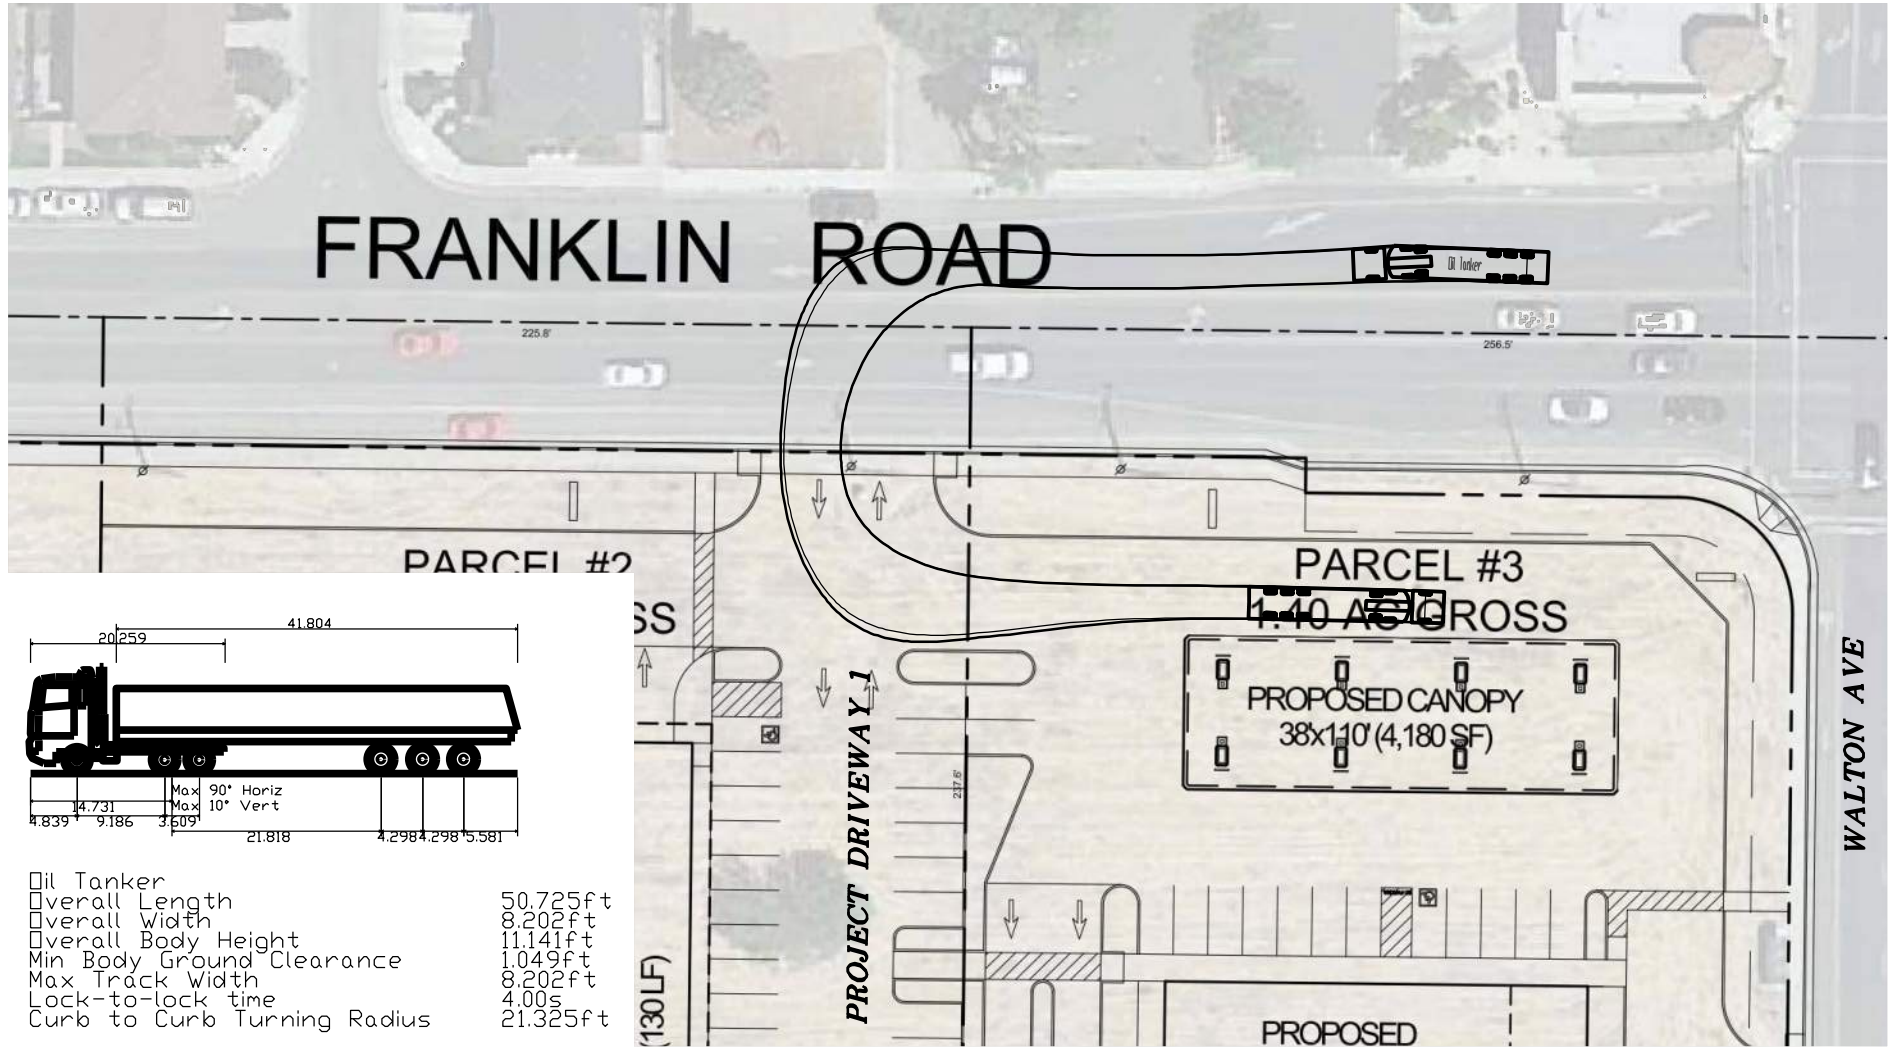 FRANKLIN ROAD
Oil Tanker
225.8'
256.5'
PARCEL #2
PARCEL #3
1.10 AC GROSS
SS
PROPOSED CANOPY
38'x110' (4,180 SF)
PROJECT DRIVEWAY 1
237.6'
WALTON AVE
(130 LF)
PROPOSED
41.804
20.259
Max 90° Horiz
Max 10° Vert
14.731
4.839
9.186
3.609
21.818
4.298
4.298
5.581
Oil Tanker
Overall Length 50.725ft
Overall Width 8.202ft
Overall Body Height 11.141ft
Min Body Ground Clearance 1.049ft
Max Track Width 8.202ft
Lock-to-lock time 4.00s
Curb to Curb Turning Radius 21.325ft